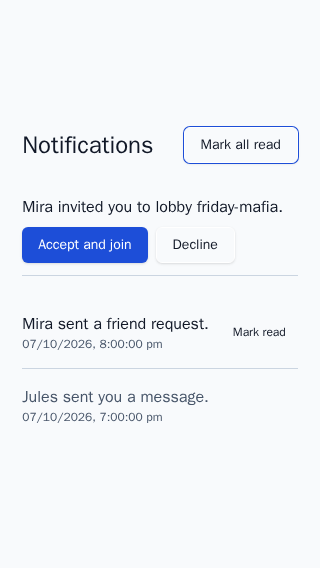 Notifications
Mark all read
Mira invited you to lobby friday-mafia.
Accept and join
Decline
Mira sent a friend request.
Mark read
07/10/2026, 8:00:00 pm
Jules sent you a message.
07/10/2026, 7:00:00 pm